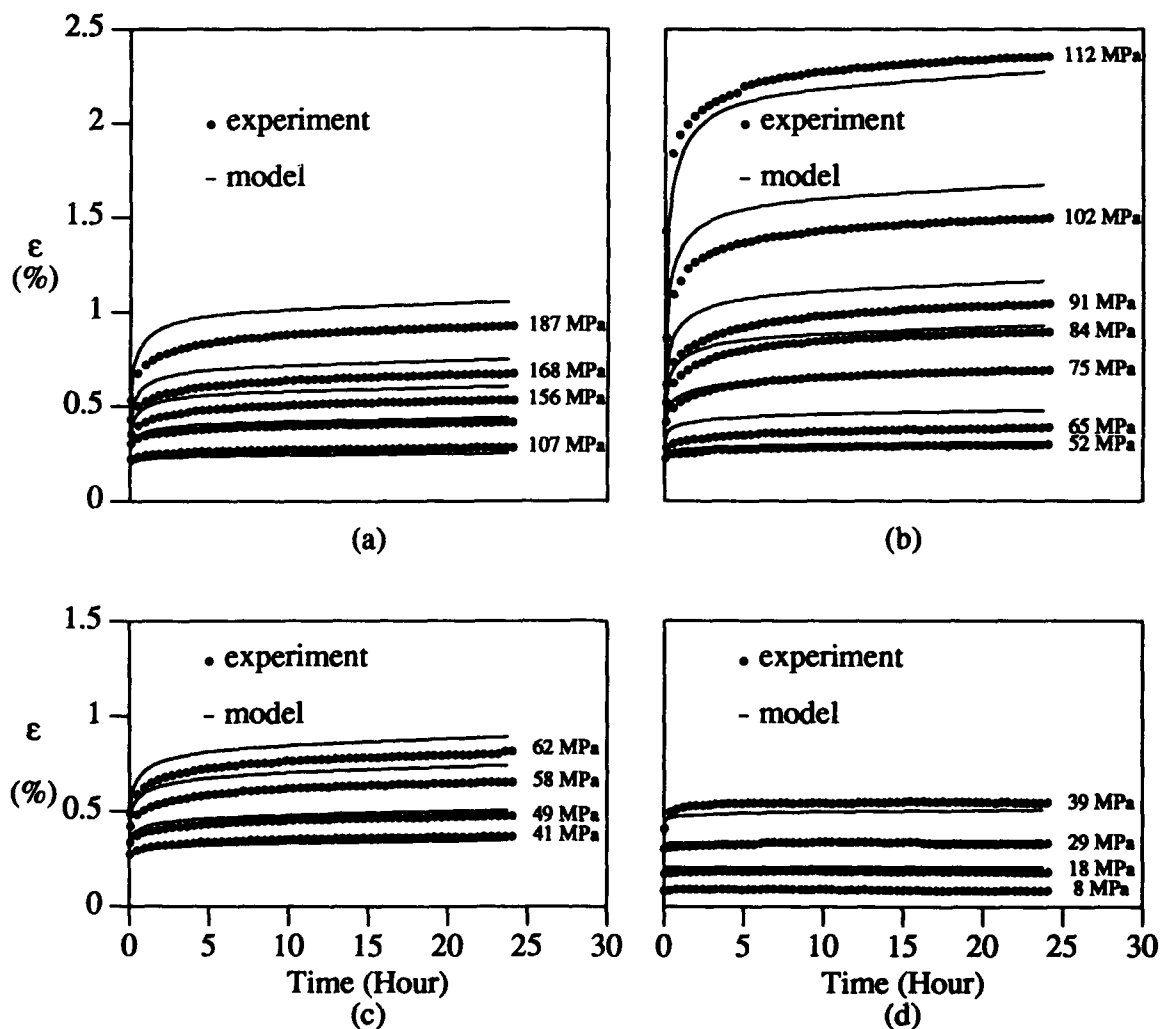 2.5
2
1.5
1
0.5
0
ε
(%)
• experiment
– model
187 MPa
168 MPa
156 MPa
107 MPa
(a)
• experiment
– model
112 MPa
102 MPa
91 MPa
84 MPa
75 MPa
65 MPa
52 MPa
(b)
1.5
1
0.5
0
ε
(%)
• experiment
– model
62 MPa
58 MPa
49 MPa
41 MPa
0 5 10 15 20 25 30
Time (Hour)
(c)
• experiment
– model
39 MPa
29 MPa
18 MPa
8 MPa
0 5 10 15 20 25 30
Time (Hour)
(d)